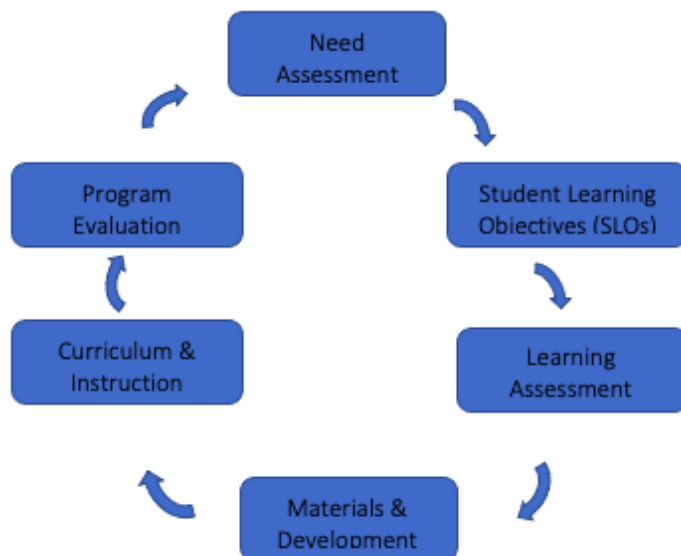 Need
Assessment
Student Learning
Objectives (SLOs)
Learning
Assessment
Materials &
Development
Curriculum &
Instruction
Program
Evaluation